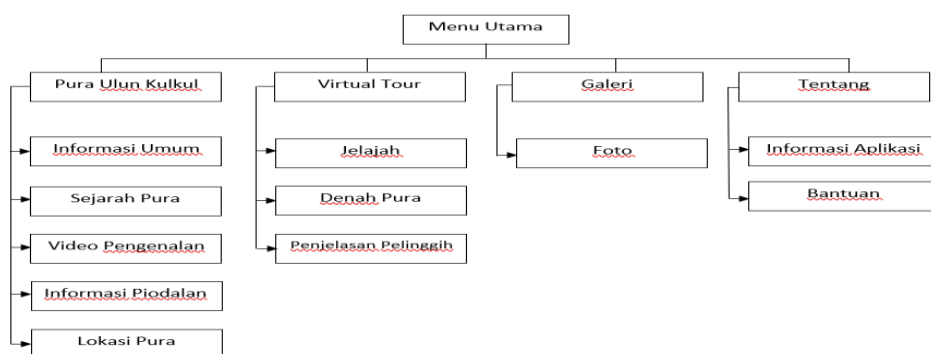 Menu Utama
Pura Ulun Kulkul
Virtual Tour
Galeri
Tentang
Informasi Umum
Jelajah
Foto
Informasi Aplikasi
Sejarah Pura
Denah Pura
Bantuan
Video Pengenalan
Penjelasan Pelinggih
Informasi Piodalan
Lokasi Pura